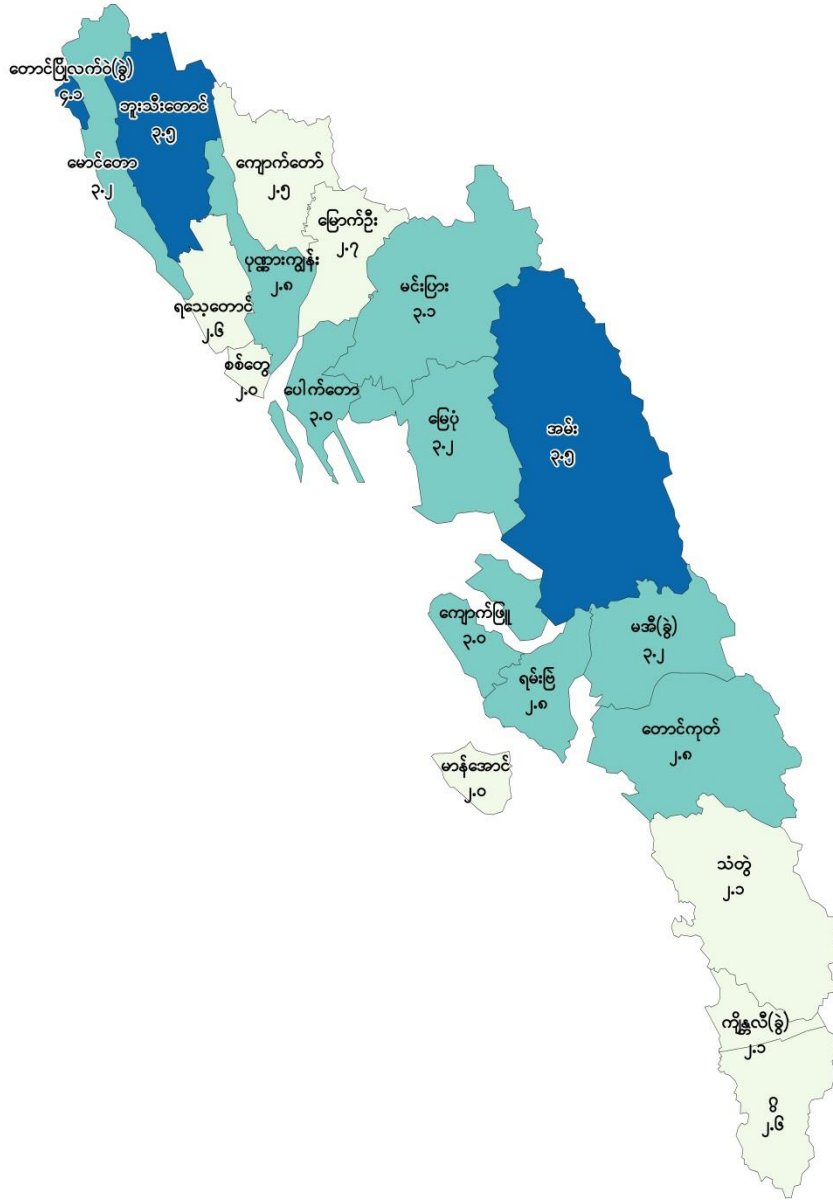 တောင်ပြိုလက်ဝဲ(ခွဲ)
၄.၁
ဘူးသီးတောင်
၃.၅
မောင်တော
၃.၂
ကျောက်တော်
၂.၅
မြောက်ဦး
၂.၇
ပုဏ္ဏားကျွန်း
၂.၈
မင်းပြား
၃.၁
ရသေ့တောင်
၂.၆
စစ်တွေ
၂.၀
ပေါက်တော
၃.၀
မြေပုံ
၃.၂
အမ်း
၃.၅
ကျောက်ဖြူ
၃.၀
မအီ(ခွဲ)
၃.၂
ရမ်းဗြဲ
၂.၈
တောင်ကုတ်
၂.၈
မာန်အောင်
၂.၀
သံတွဲ
၂.၁
ကျိန္တလီ(ခွဲ)
၂.၁
ဂွ
၂.၆